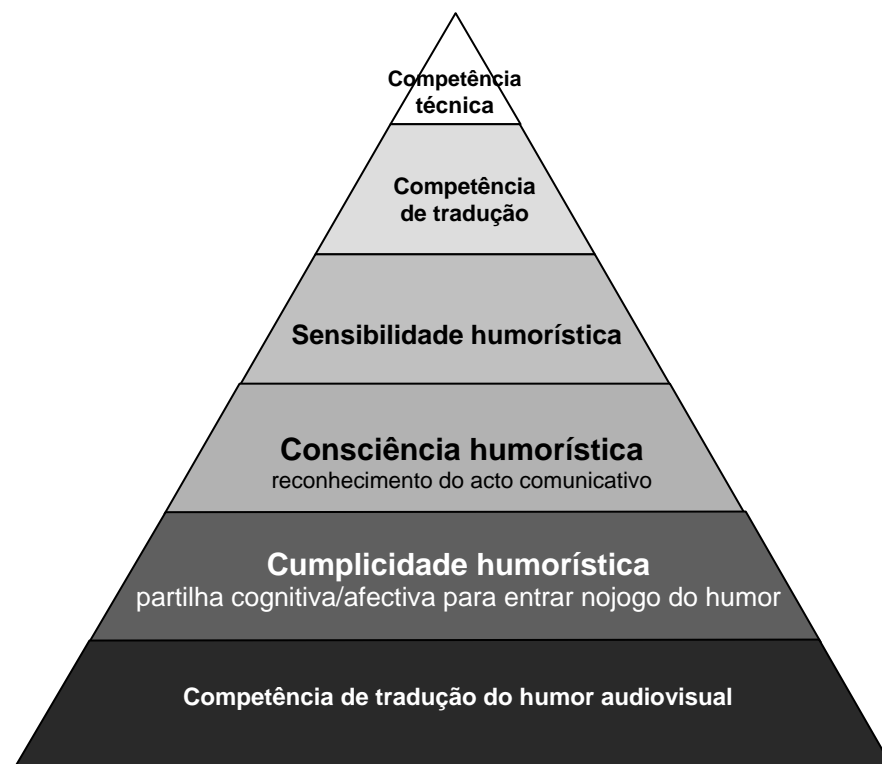 Competência
técnica
Competência
de tradução
Sensibilidade humorística
Consciência humorística
reconhecimento do acto comunicativo
Cumplicidade humorística
partilha cognitiva/afectiva para entrar nojogo do humor
Competência de tradução do humor audiovisual